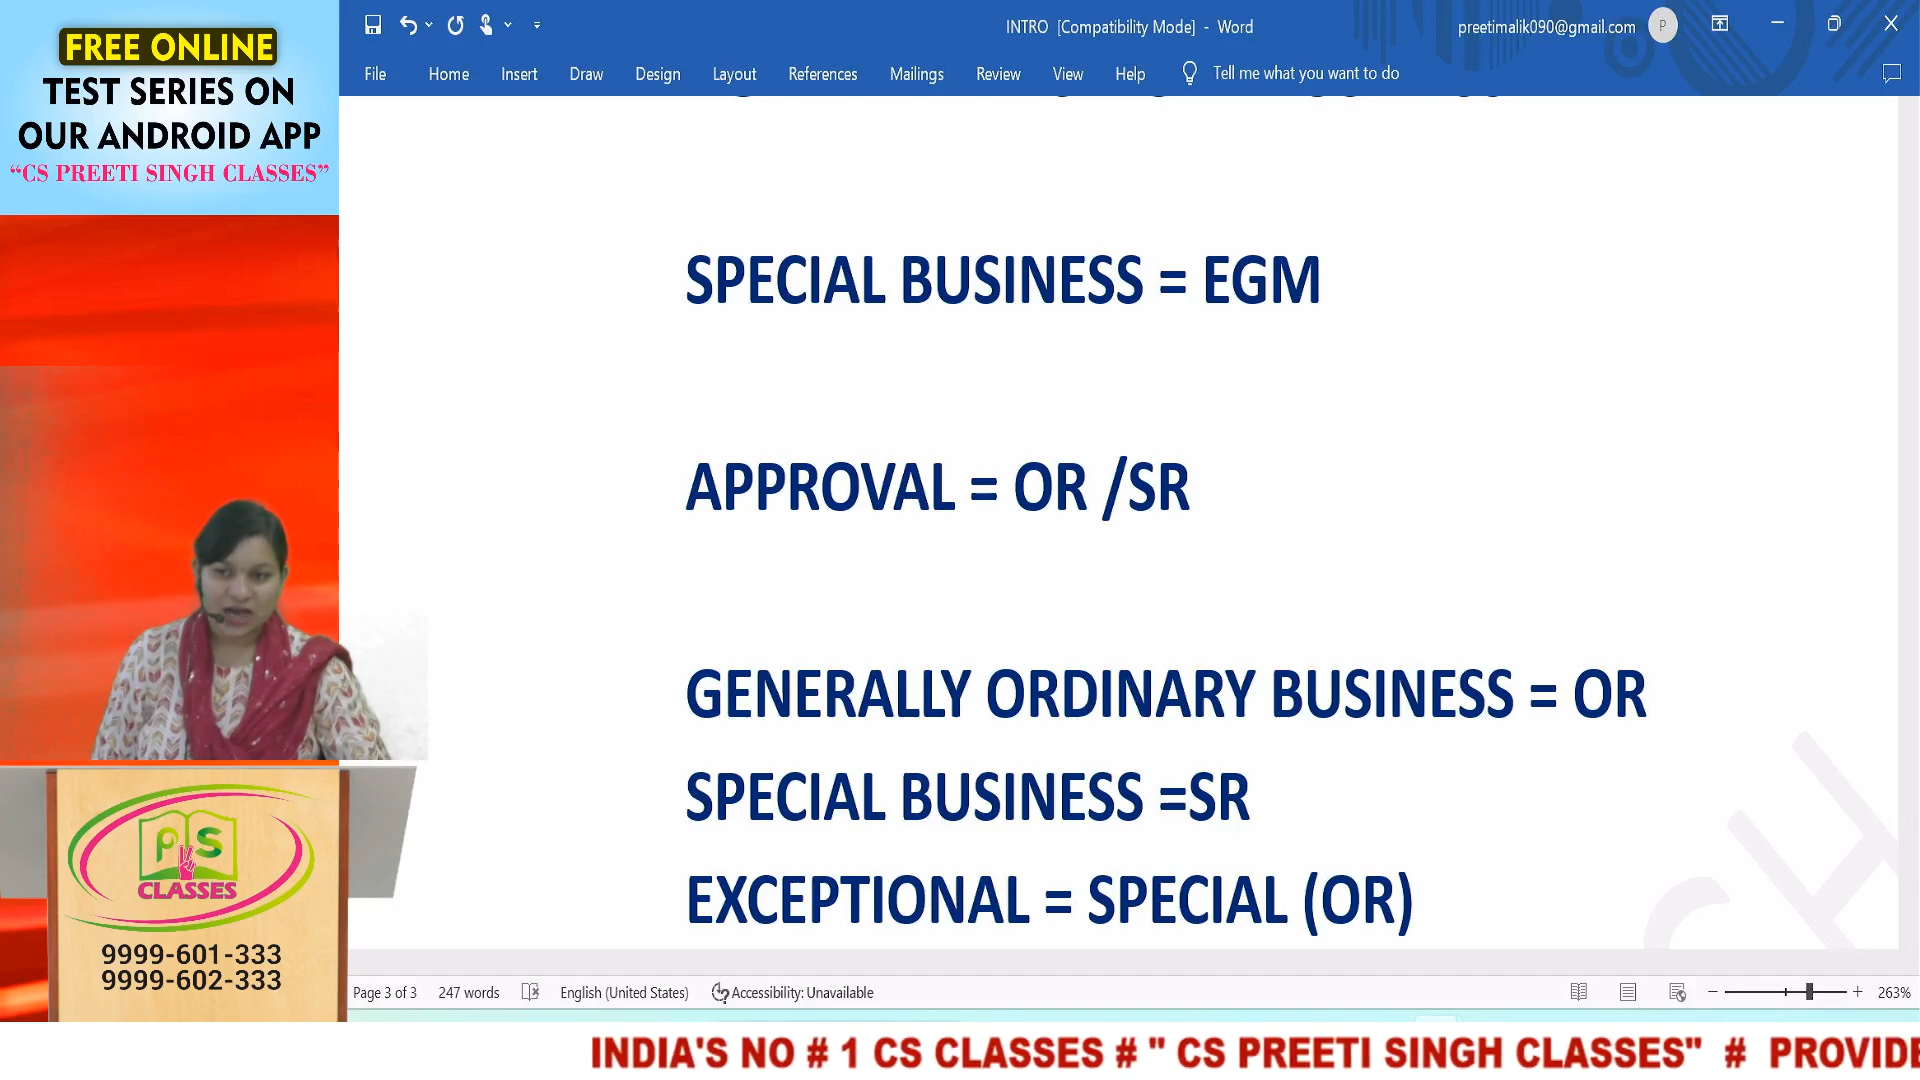 FREE ONLINE
TEST SERIES ON
OUR ANDROID APP
“CS PREETI SINGH CLASSES”
INTRO [Compatibility Mode] - Word
preetimalik090@gmail.com
P
File Home Insert Draw Design Layout References Mailings Review View Help Tell me what you want to do
SPECIAL BUSINESS = EGM
APPROVAL = OR /SR
GENERALLY ORDINARY BUSINESS = OR
SPECIAL BUSINESS =SR
EXCEPTIONAL = SPECIAL (OR)
CH
PS
CLASSES
9999-601-333
9999-602-333
Page 3 of 3 247 words English (United States) Accessibility: Unavailable 263%
INDIA'S NO # 1 CS CLASSES # " CS PREETI SINGH CLASSES" # PROVIDE